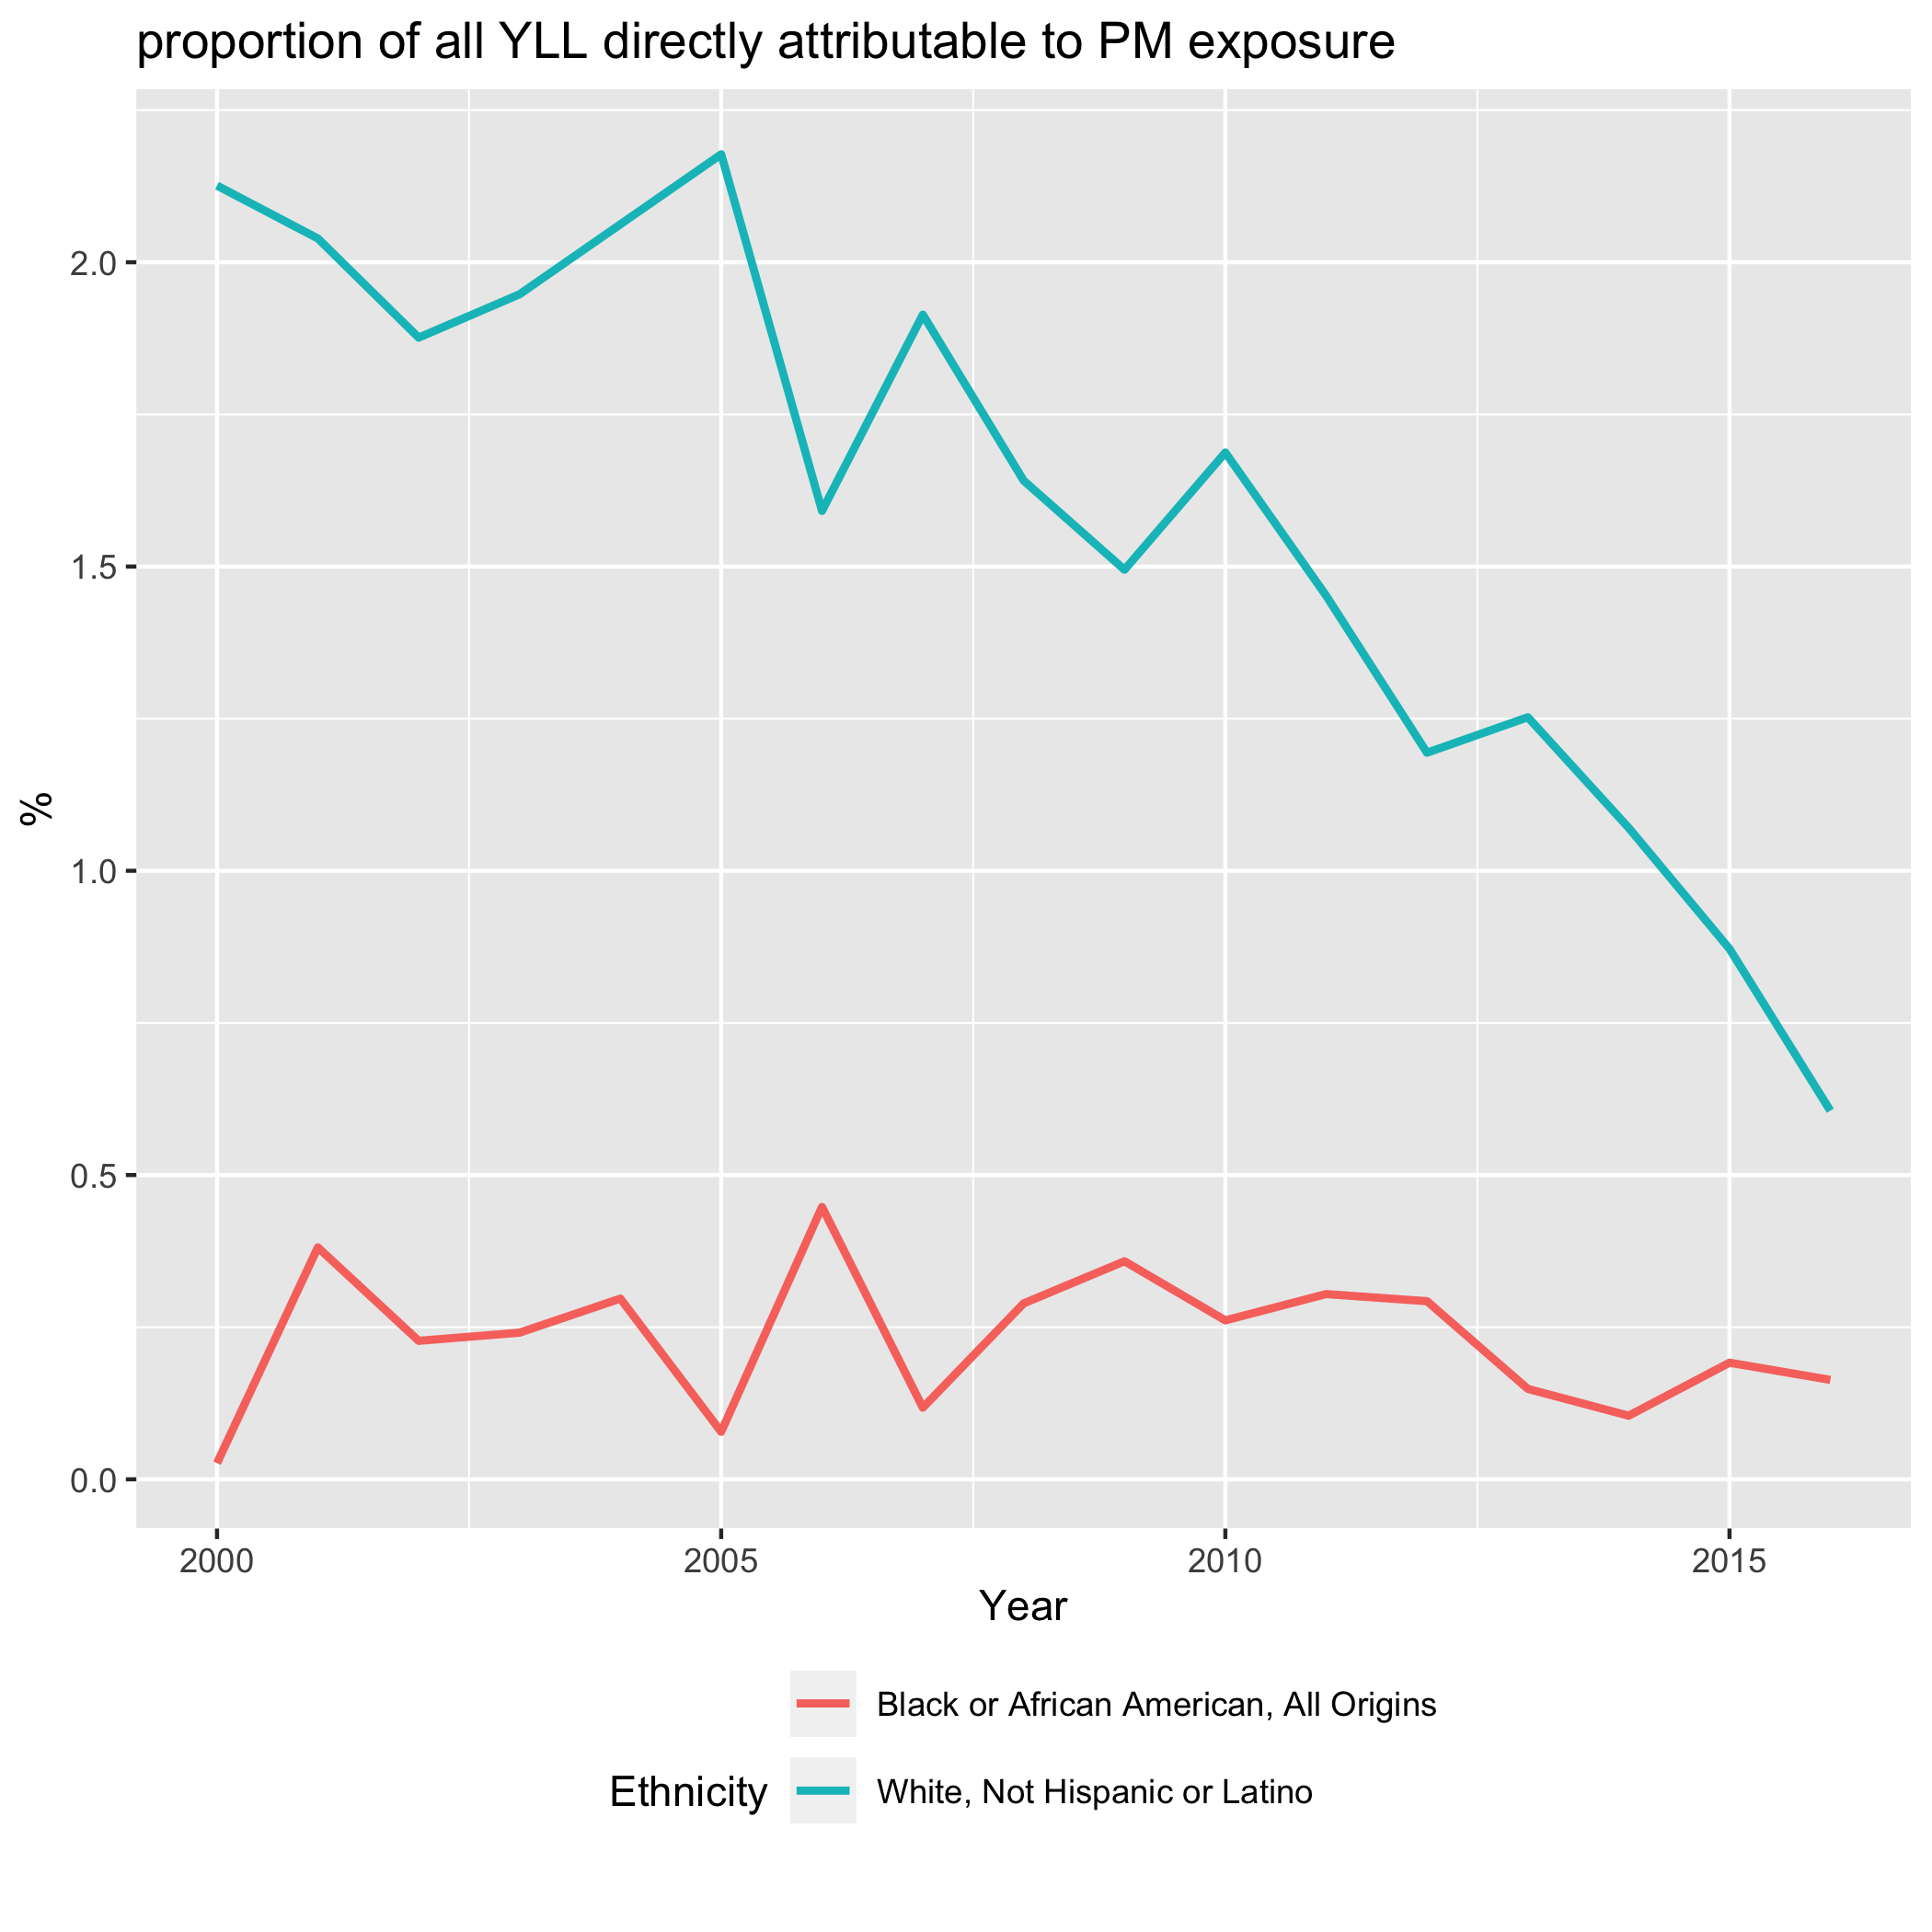 proportion of all YLL directly attributable to PM exposure
2.0
1.5
1.0
0.5
0.0
%
2000 2005 2010 2015
Year
Ethnicity
Black or African American, All Origins
White, Not Hispanic or Latino